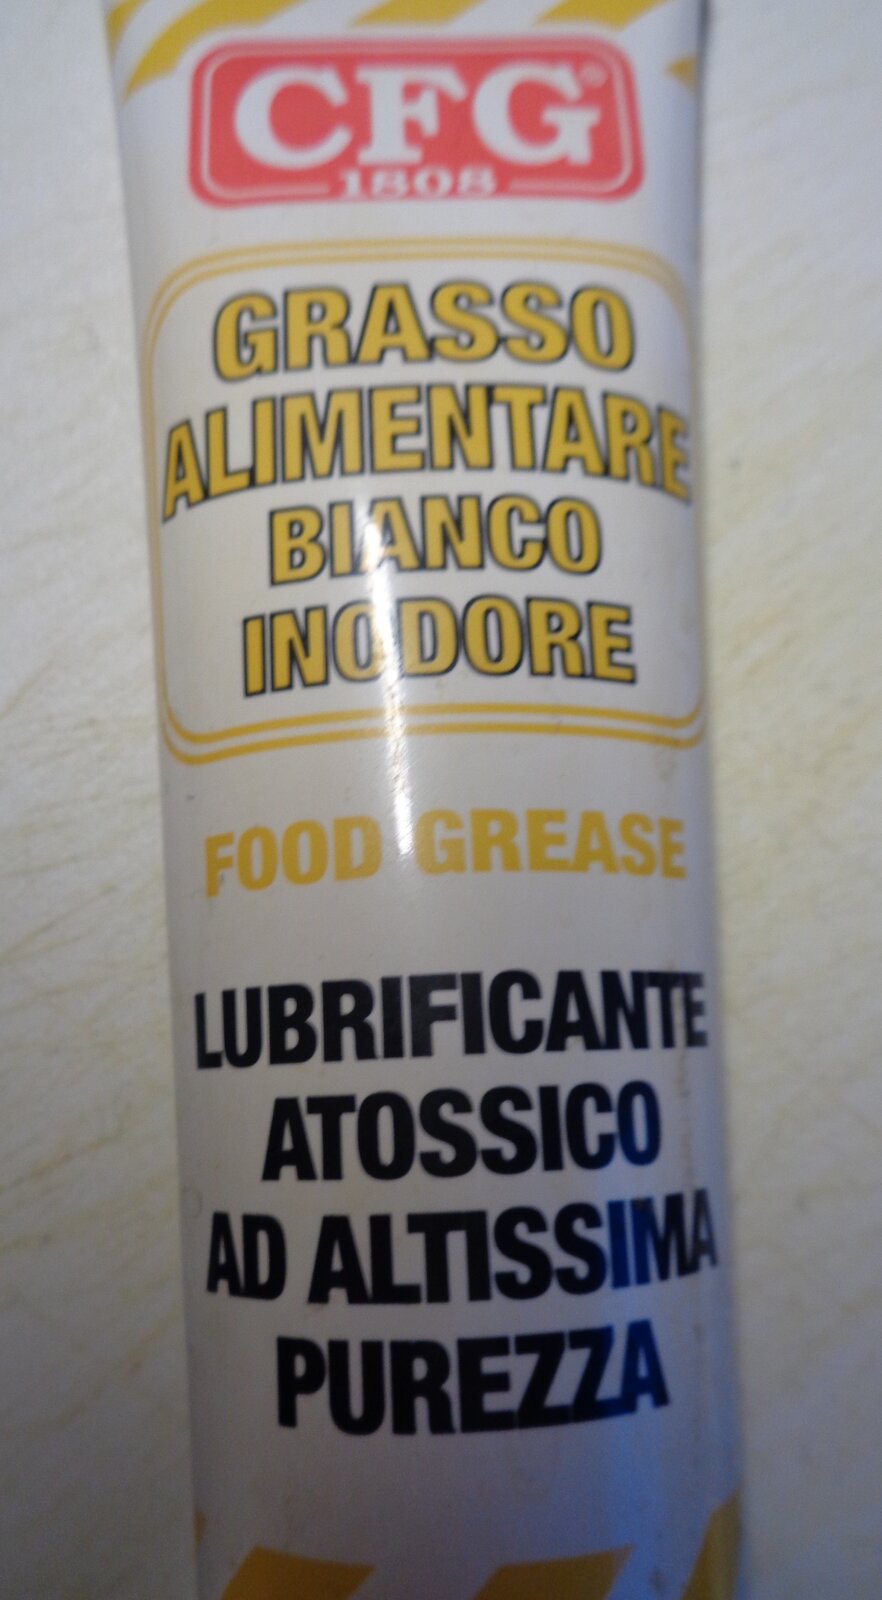 CFG®
1808
GRASSO
ALIMENTARE
BIANCO
INODORE
FOOD GREASE
LUBRIFICANTE
ATOSSICO
AD ALTISSIMA
PUREZZA